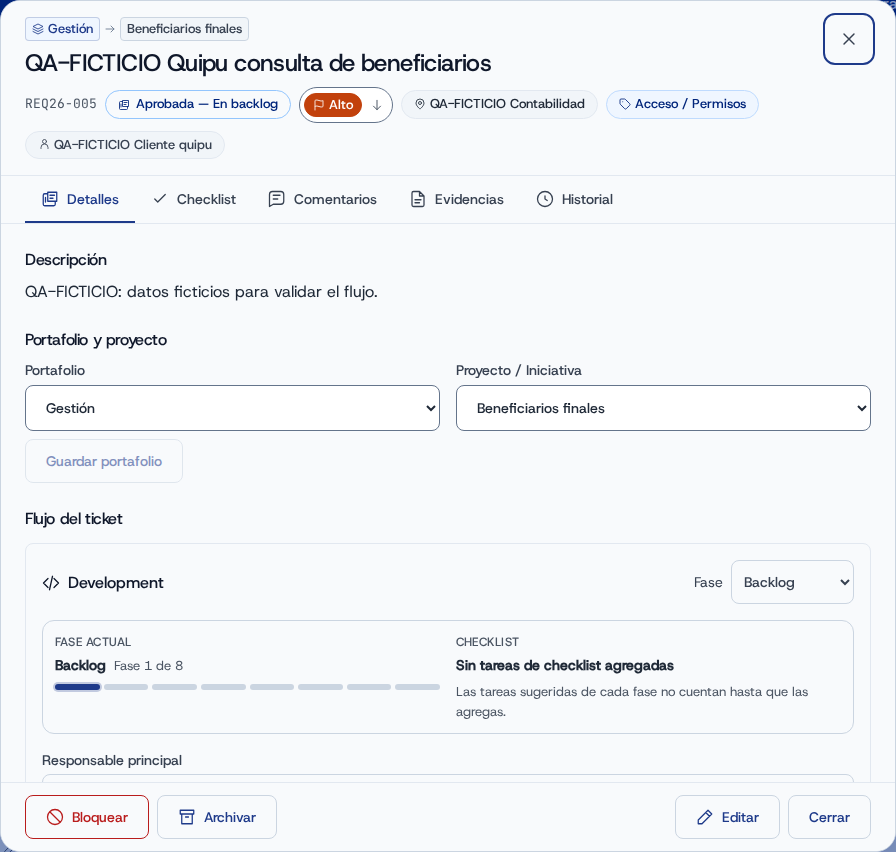 Gestión → Beneficiarios finales
QA-FICTICIO Quipu consulta de beneficiarios
REQ26-005 Aprobada — En backlog Alto ↓ QA-FICTICIO Contabilidad Acceso / Permisos
QA-FICTICIO Cliente quipu
Detalles Checklist Comentarios Evidencias Historial
Descripción
QA-FICTICIO: datos ficticios para validar el flujo.
Portafolio y proyecto
Portafolio Proyecto / Iniciativa
Gestión Beneficiarios finales
Guardar portafolio
Flujo del ticket
Development Fase Backlog
FASE ACTUAL CHECKLIST
Backlog Fase 1 de 8 Sin tareas de checklist agregadas
Las tareas sugeridas de cada fase no cuentan hasta que las
agregas.
Responsable principal
Bloquear Archivar Editar Cerrar